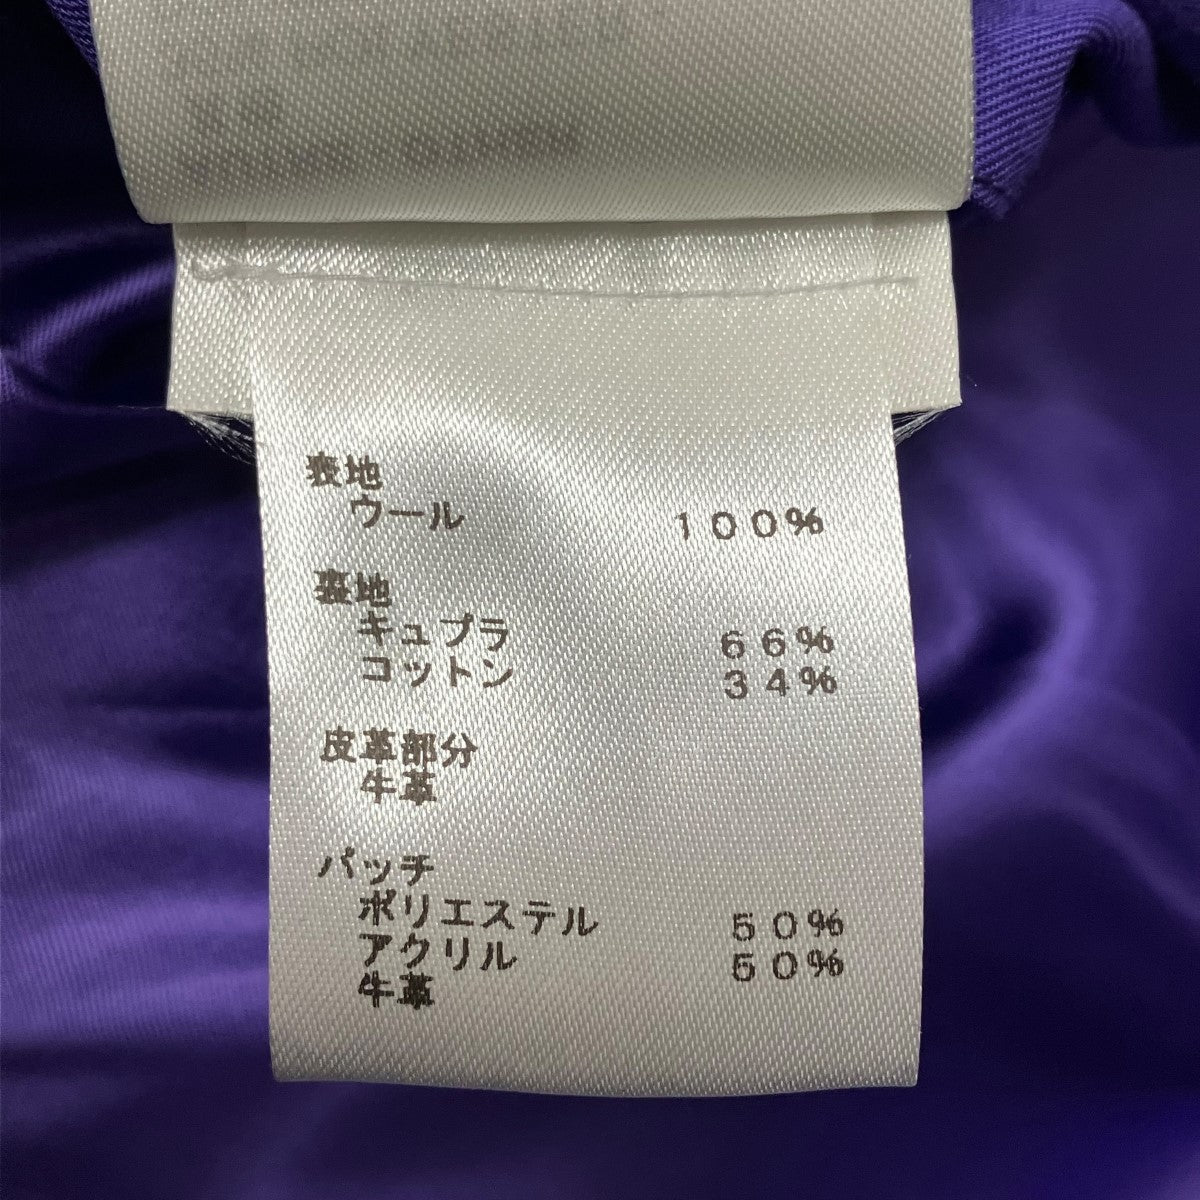 表地
ウール 100%
表地
キュプラ 66%
コットン 34%
皮革部分
牛革
パッチ
ポリエステル 50%
アクリル 50%
牛革